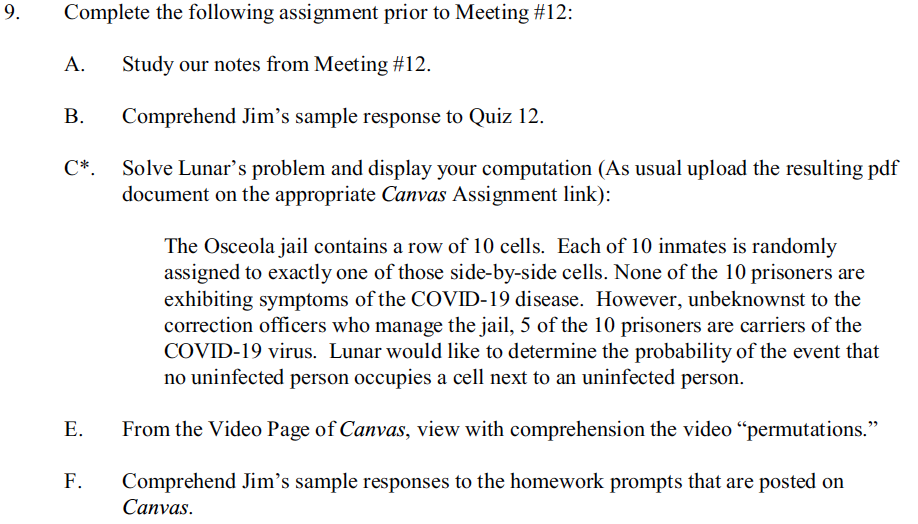 9. Complete the following assignment prior to Meeting #12:
A. Study our notes from Meeting #12.
B. Comprehend Jim’s sample response to Quiz 12.
C*. Solve Lunar’s problem and display your computation (As usual upload the resulting pdf
document on the appropriate Canvas Assignment link):
The Osceola jail contains a row of 10 cells. Each of 10 inmates is randomly
assigned to exactly one of those side-by-side cells. None of the 10 prisoners are
exhibiting symptoms of the COVID-19 disease. However, unbeknownst to the
correction officers who manage the jail, 5 of the 10 prisoners are carriers of the
COVID-19 virus. Lunar would like to determine the probability of the event that
no uninfected person occupies a cell next to an uninfected person.
E. From the Video Page of Canvas, view with comprehension the video “permutations.”
F. Comprehend Jim’s sample responses to the homework prompts that are posted on
Canvas.